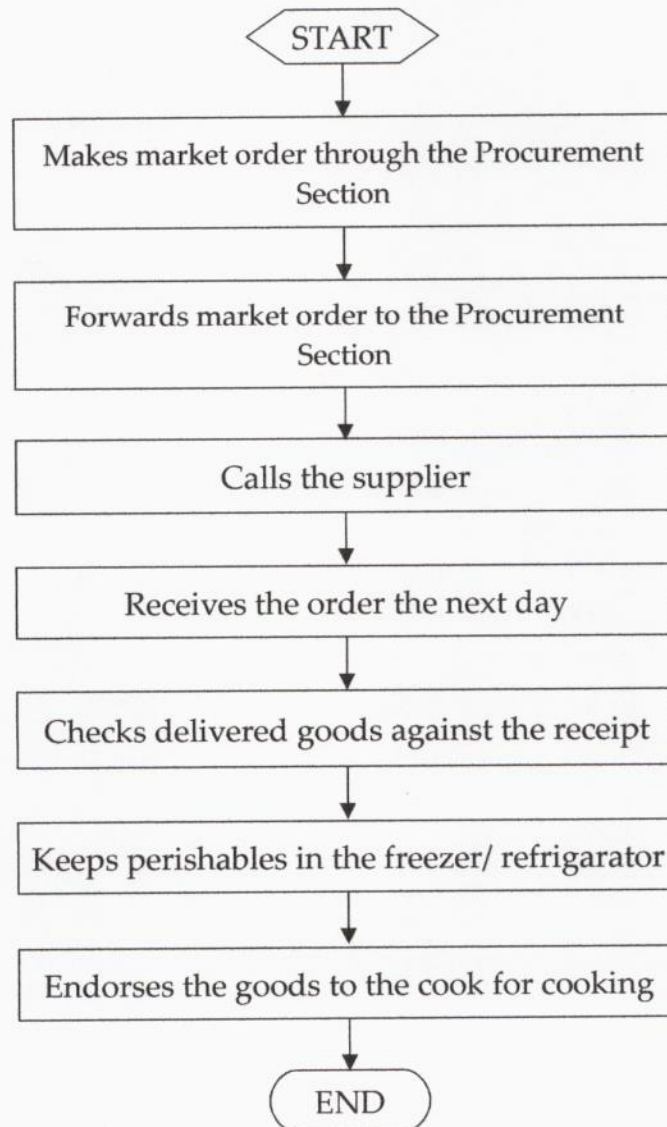 START
Makes market order through the Procurement
Section
Forwards market order to the Procurement
Section
Calls the supplier
Receives the order the next day
Checks delivered goods against the receipt
Keeps perishables in the freezer/ refrigarator
Endorses the goods to the cook for cooking
END